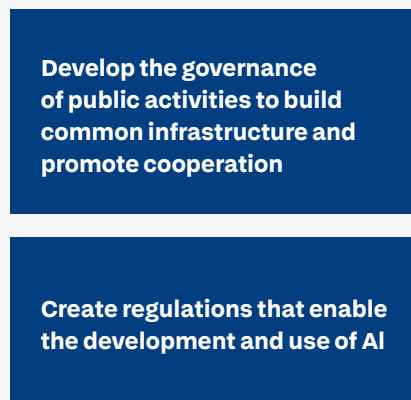 Develop the governance
of public activities to build
common infrastructure and
promote cooperation
Create regulations that enable
the development and use of AI